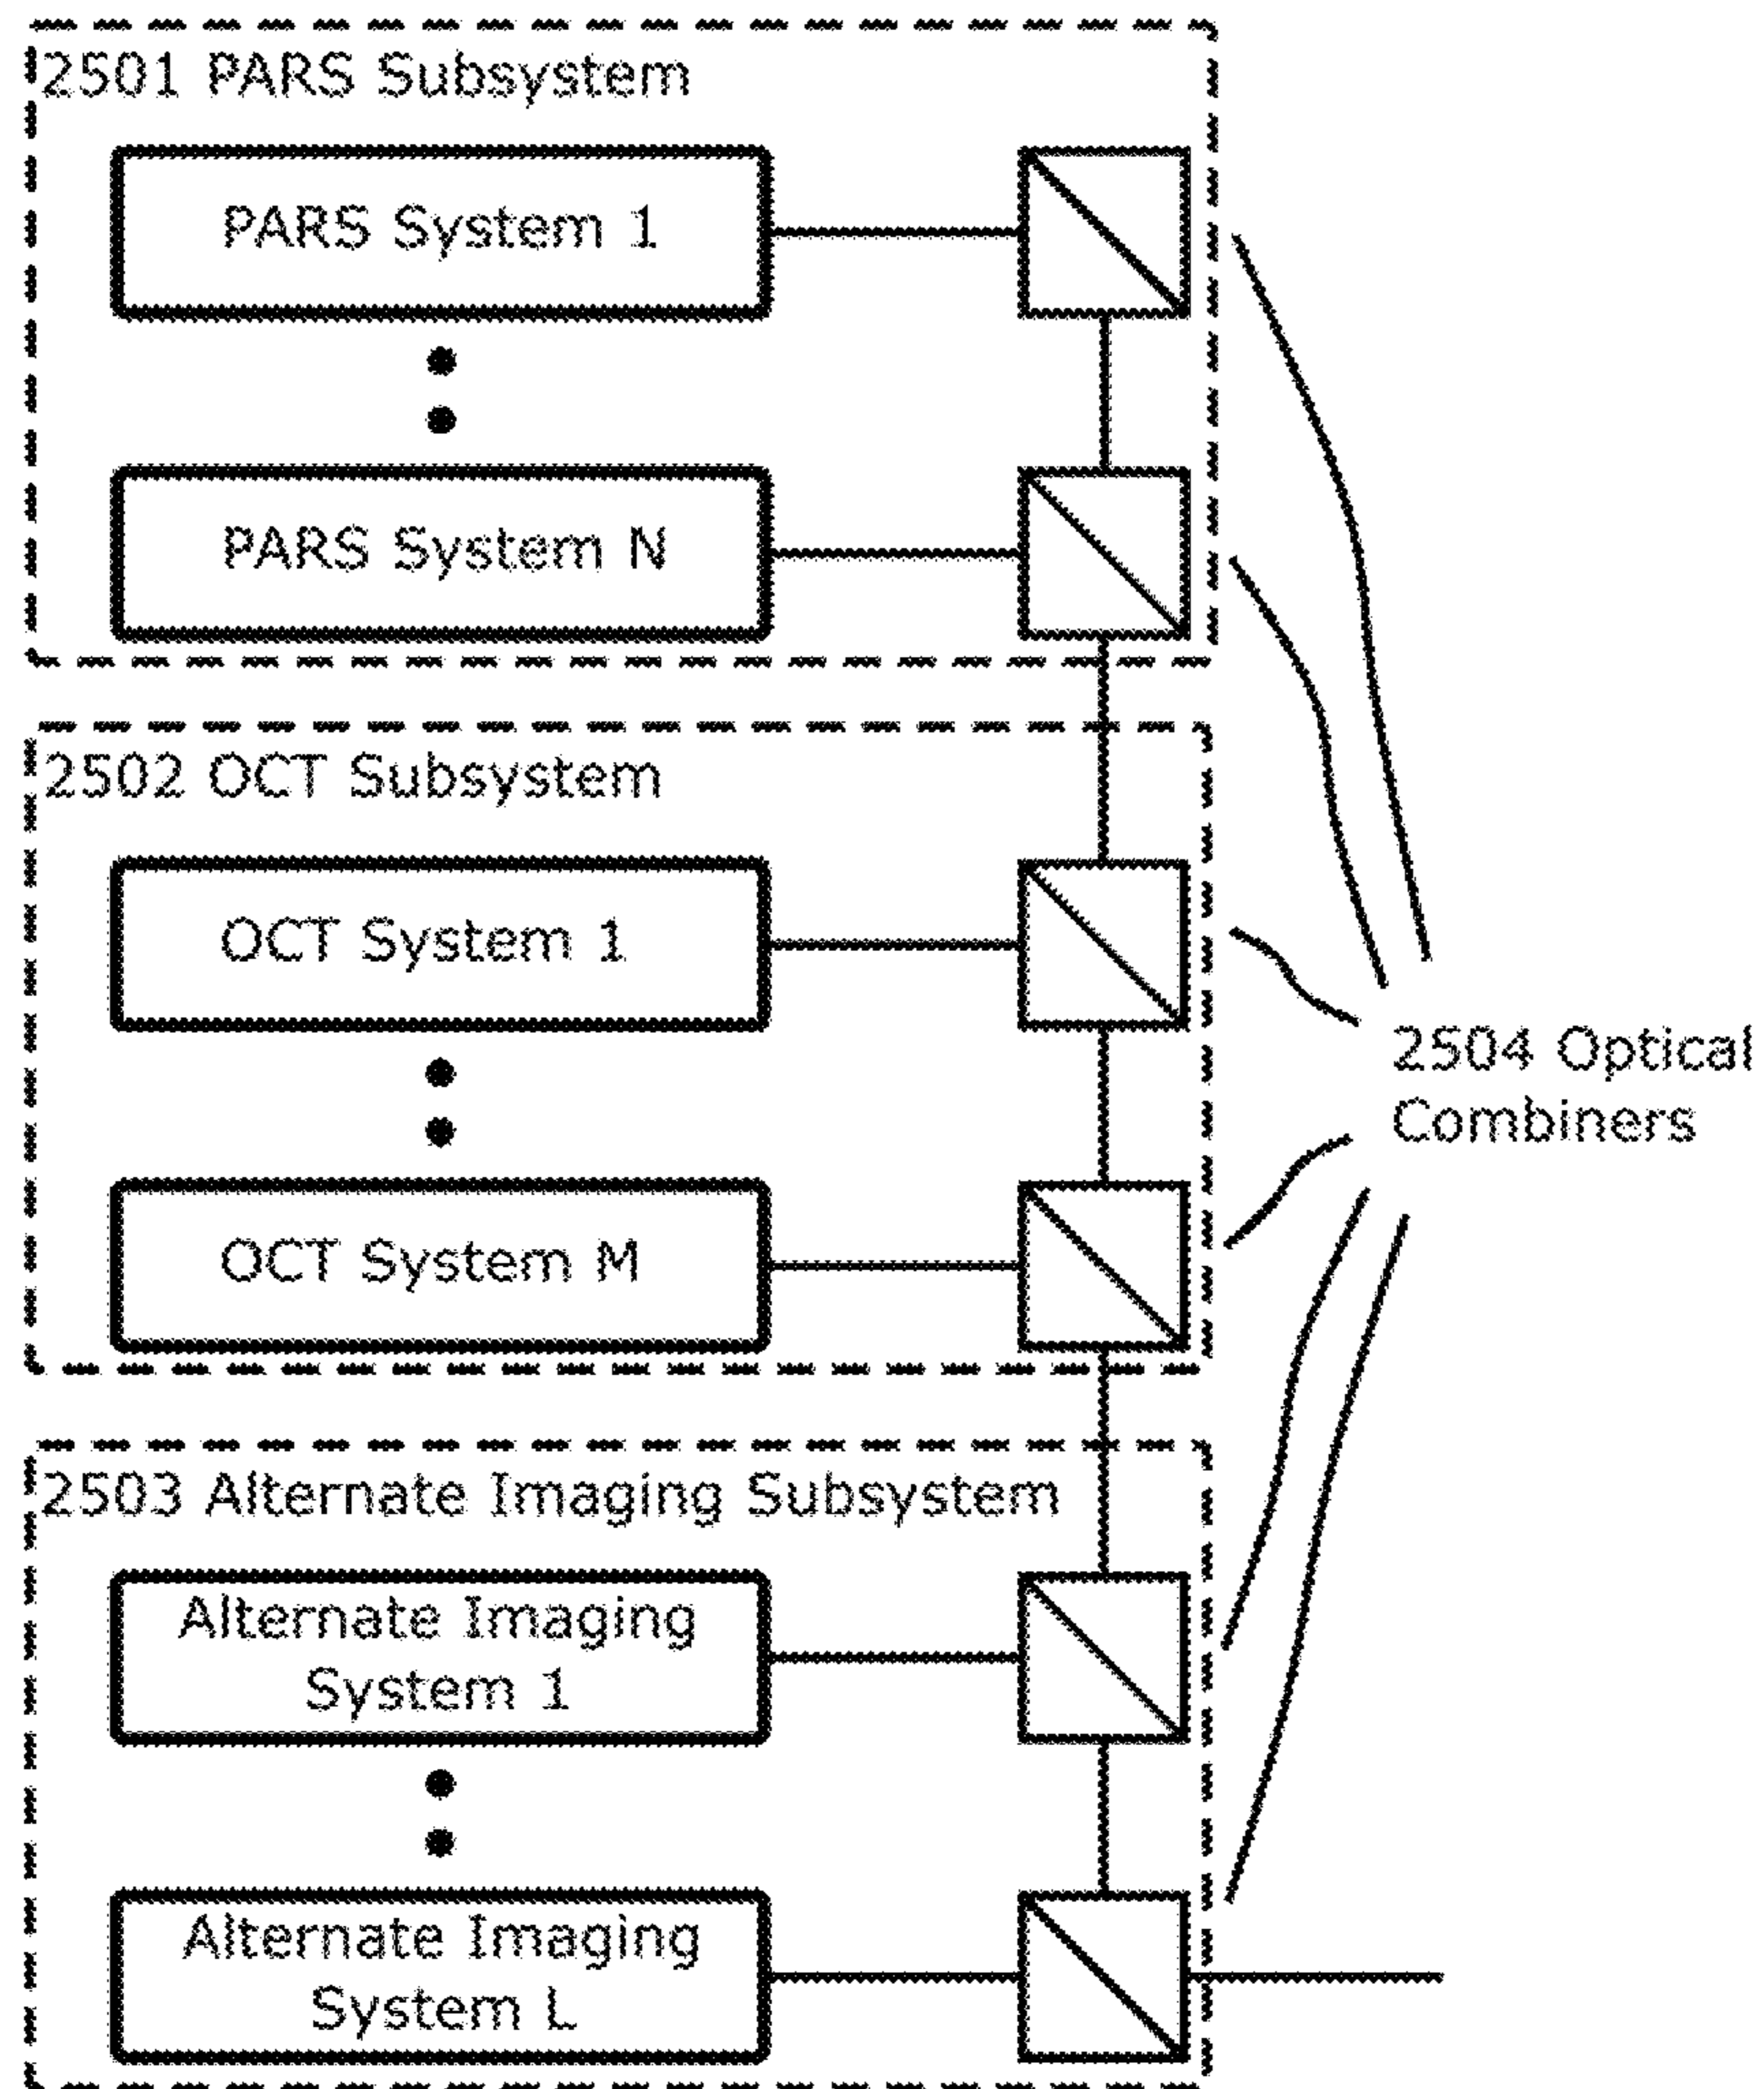 2501 PARS Subsystem
PARS System 1
PARS System N
2502 OCT Subsystem
OCT System 1
OCT System M
2504 Optical
Combiners
2503 Alternate Imaging Subsystem
Alternate Imaging
System 1
Alternate Imaging
System L